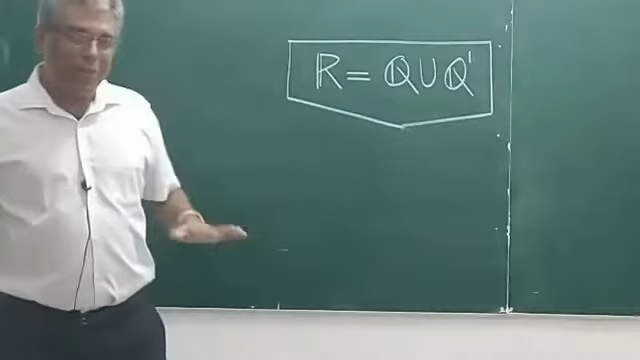 ℝ = ℚ ∪ ℚ'